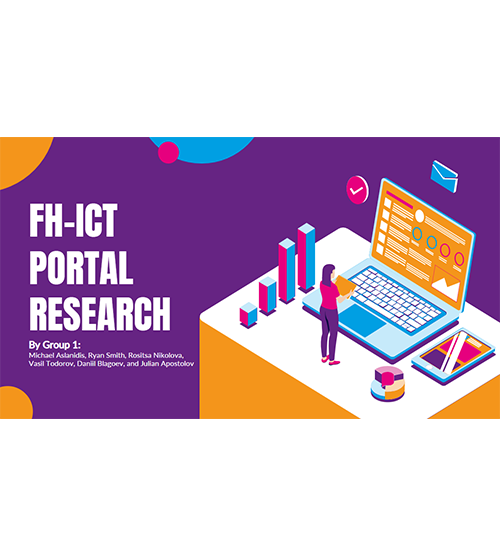 FH-ICT
PORTAL
RESEARCH
By Group 1:
Michael Aslanidis, Ryan Smith, Rositsa Nikolova,
Vasil Todorov, Daniil Blagoev, and Julian Apostolov